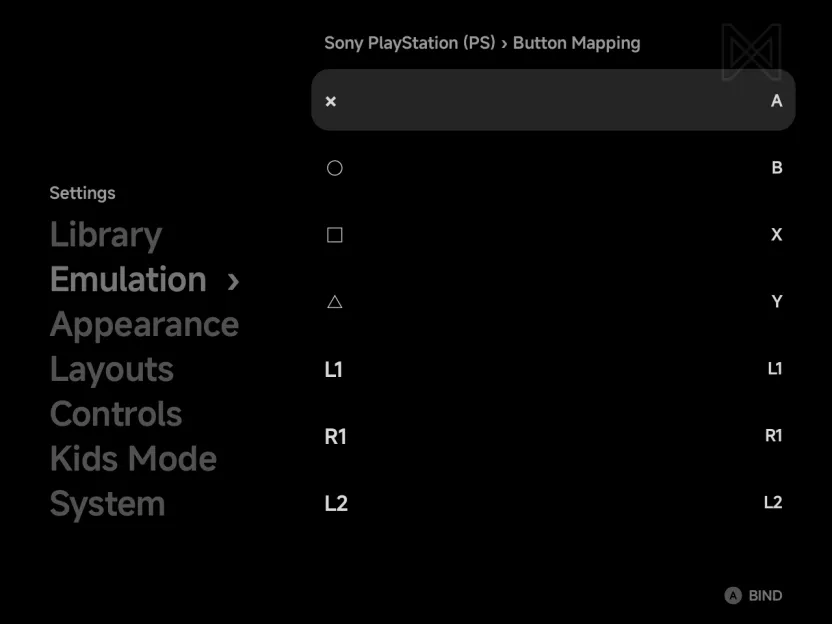 Sony PlayStation (PS) › Button Mapping
× A
○ B
□ X
△ Y
L1 L1
R1 R1
L2 L2
Settings
Library
Emulation ›
Appearance
Layouts
Controls
Kids Mode
System
A BIND